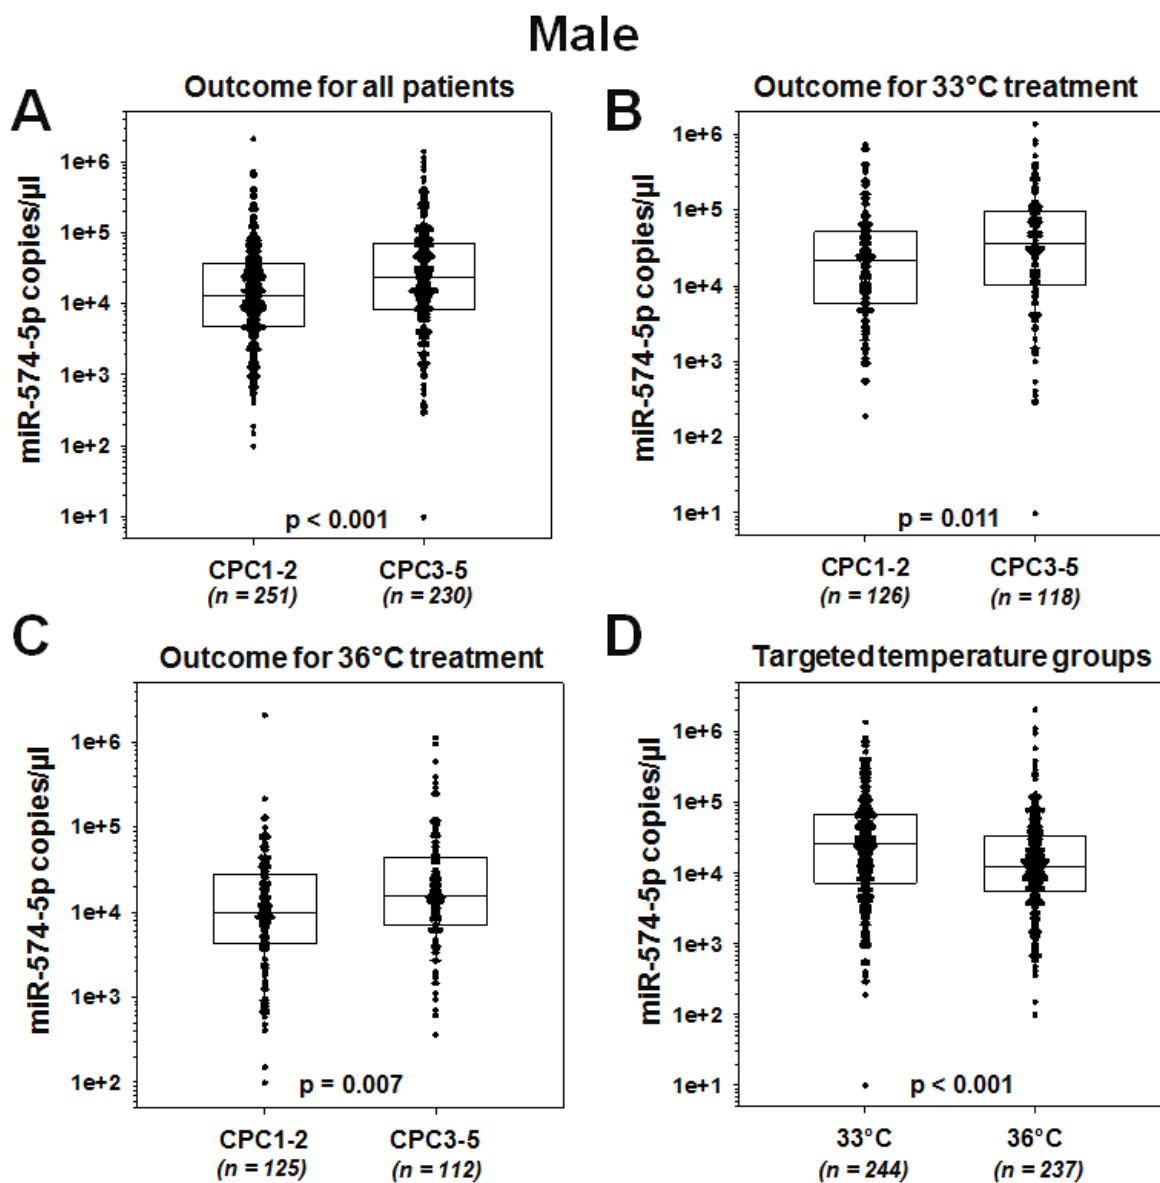 Male
A
Outcome for all patients
miR-574-5p copies/µl
1e+6
1e+5
1e+4
1e+3
1e+2
1e+1
p < 0.001
CPC1-2
CPC3-5
(n = 251)
(n = 230)
B
Outcome for 33°C treatment
miR-574-5p copies/µl
1e+6
1e+5
1e+4
1e+3
1e+2
1e+1
p = 0.011
CPC1-2
CPC3-5
(n = 126)
(n = 118)
C
Outcome for 36°C treatment
miR-574-5p copies/µl
1e+6
1e+5
1e+4
1e+3
1e+2
p = 0.007
CPC1-2
CPC3-5
(n = 125)
(n = 112)
D
Targeted temperature groups
miR-574-5p copies/µl
1e+6
1e+5
1e+4
1e+3
1e+2
1e+1
p < 0.001
33°C
36°C
(n = 244)
(n = 237)